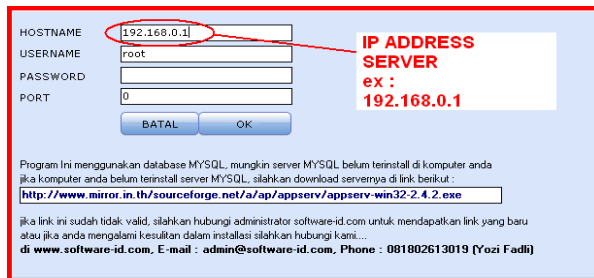 HOSTNAME 192.168.0.1
USERNAME root
PASSWORD
PORT 0
BATAL OK
IP ADDRESS
SERVER
ex :
192.168.0.1
Program Ini menggunakan database MYSQL, mungkin server MYSQL belum terinstall di komputer anda
jika komputer anda belum terinstall server MYSQL, silahkan download servernya di link berikut :
http://www.mirror.in.th/sourceforge.net/a/ap/appserv/appserv-win32-2.4.2.exe
jika link ini sudah tidak valid, silahkan hubungi administrator software-id.com untuk mendapatkan link yang baru
atau jika anda mengalami kesulitan dalam installasi silahkan hubungi kami....
di www.software-id.com, E-mail : admin@software-id.com, Phone : 081802613019 (Yozi Fadli)